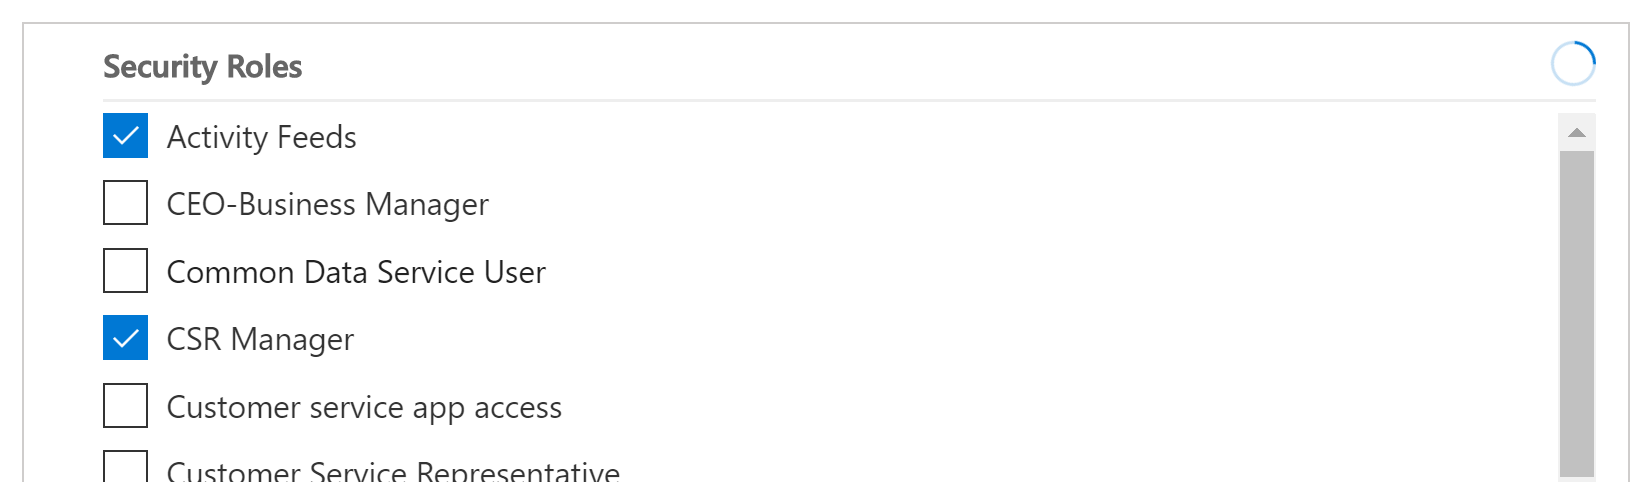 Security Roles
Activity Feeds
CEO-Business Manager
Common Data Service User
CSR Manager
Customer service app access
Customer Service Representative